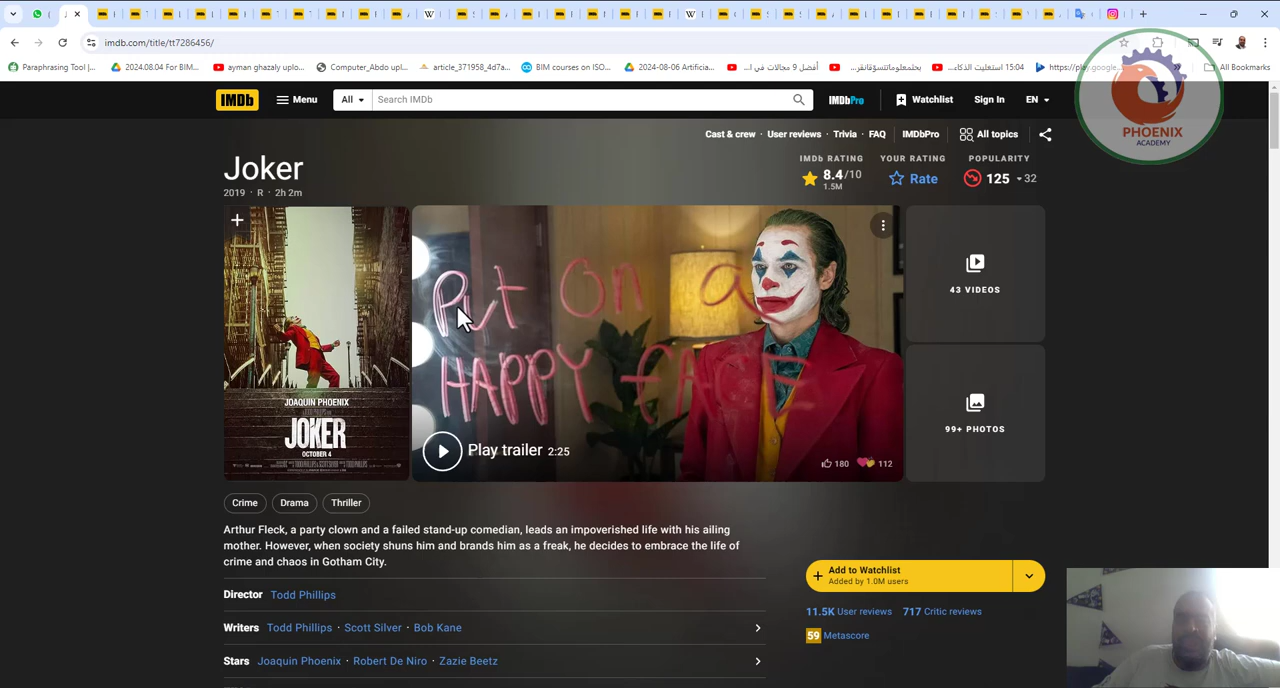 imdb.com/title/tt7286456/
Paraphrasing Tool |...
2024.08.04 For BIM...
ayman ghazaly uplo...
Computer_Abdo upl...
article_371958_4d7a...
BIM courses on ISO...
2024-08-06 Artificia...
أفضل 9 مجالات في ا...
15:04 استغليت الذكاء...
https://play.google...
All Bookmarks
PHOENIX
ACADEMY
IMDb
Menu
All
Search IMDb
IMDbPro
Watchlist
Sign In
EN
Cast & crew · User reviews · Trivia · FAQ
IMDbPro
All topics
Joker
2019 · R · 2h 2m
IMDb RATING
8.4/10
1.5M
YOUR RATING
Rate
POPULARITY
125
32
JOAQUIN PHOENIX
JOKER
OCTOBER 4
Put on a
HAPPY FACE
Play trailer 2:25
180
112
43 VIDEOS
99+ PHOTOS
Crime
Drama
Thriller
Arthur Fleck, a party clown and a failed stand-up comedian, leads an impoverished life with his ailing
mother. However, when society shuns him and brands him as a freak, he decides to embrace the life of
crime and chaos in Gotham City.
Director Todd Phillips
Writers Todd Phillips · Scott Silver · Bob Kane
Stars Joaquin Phoenix · Robert De Niro · Zazie Beetz
Add to Watchlist
Added by 1.0M users
11.5K User reviews
717 Critic reviews
59 Metascore